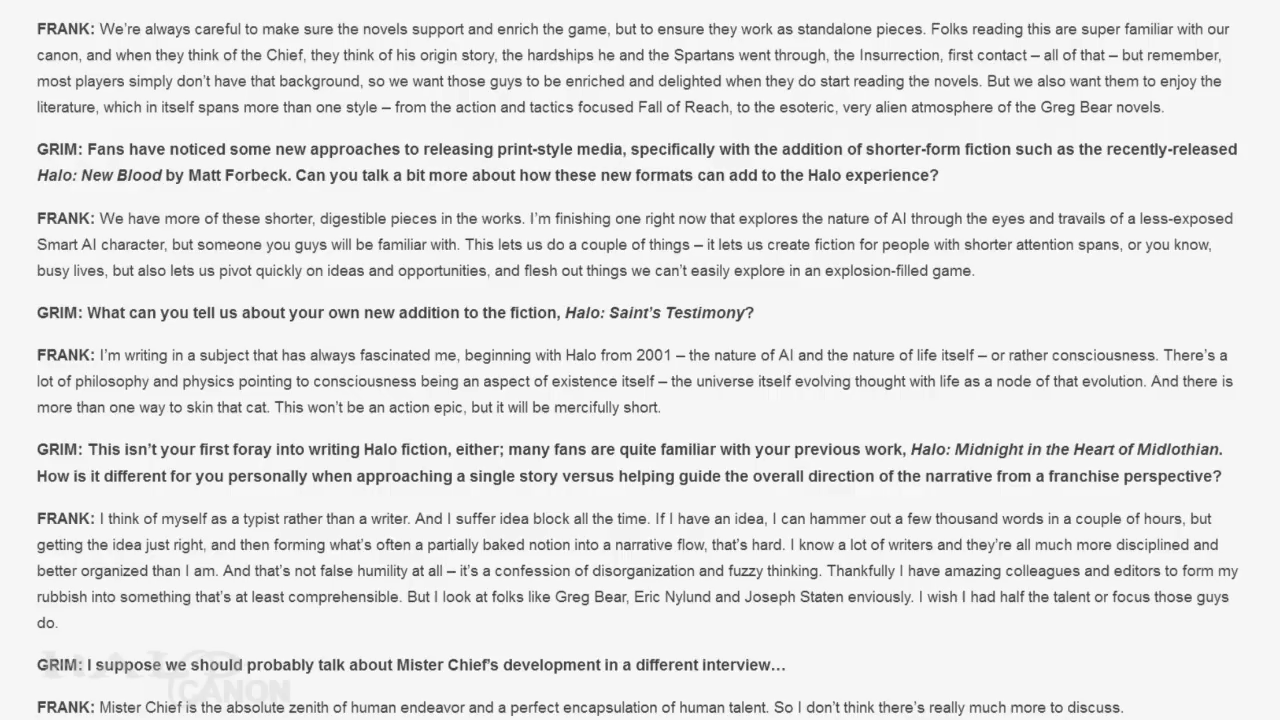 FRANK: We're always careful to make sure the novels support and enrich the game, but to ensure they work as standalone pieces. Folks reading this are super familiar with our
canon, and when they think of the Chief, they think of his origin story, the hardships he and the Spartans went through, the Insurrection, first contact – all of that – but remember,
most players simply don't have that background, so we want those guys to be enriched and delighted when they do start reading the novels. But we also want them to enjoy the
literature, which in itself spans more than one style – from the action and tactics focused Fall of Reach, to the esoteric, very alien atmosphere of the Greg Bear novels.
GRIM: Fans have noticed some new approaches to releasing print-style media, specifically with the addition of shorter-form fiction such as the recently-released
Halo: New Blood by Matt Forbeck. Can you talk a bit more about how these new formats can add to the Halo experience?
FRANK: We have more of these shorter, digestible pieces in the works. I'm finishing one right now that explores the nature of AI through the eyes and travails of a less-exposed
Smart AI character, but someone you guys will be familiar with. This lets us do a couple of things – it lets us create fiction for people with shorter attention spans, or you know,
busy lives, but also lets us pivot quickly on ideas and opportunities, and flesh out things we can't easily explore in an explosion-filled game.
GRIM: What can you tell us about your own new addition to the fiction, Halo: Saint's Testimony?
FRANK: I'm writing in a subject that has always fascinated me, beginning with Halo from 2001 – the nature of AI and the nature of life itself – or rather consciousness. There's a
lot of philosophy and physics pointing to consciousness being an aspect of existence itself – the universe itself evolving thought with life as a node of that evolution. And there is
more than one way to skin that cat. This won't be an action epic, but it will be mercifully short.
GRIM: This isn't your first foray into writing Halo fiction, either; many fans are quite familiar with your previous work, Halo: Midnight in the Heart of Midlothian.
How is it different for you personally when approaching a single story versus helping guide the overall direction of the narrative from a franchise perspective?
FRANK: I think of myself as a typist rather than a writer. And I suffer idea block all the time. If I have an idea, I can hammer out a few thousand words in a couple of hours, but
getting the idea just right, and then forming what's often a partially baked notion into a narrative flow, that's hard. I know a lot of writers and they're all much more disciplined and
better organized than I am. And that's not false humility at all – it's a confession of disorganization and fuzzy thinking. Thankfully I have amazing colleagues and editors to form my
rubbish into something that's at least comprehensible. But I look at folks like Greg Bear, Eric Nylund and Joseph Staten enviously. I wish I had half the talent or focus those guys
do.
GRIM: I suppose we should probably talk about Mister Chief's development in a different interview…
HALO
CANON
FRANK: Mister Chief is the absolute zenith of human endeavor and a perfect encapsulation of human talent. So I don't think there's really much more to discuss.